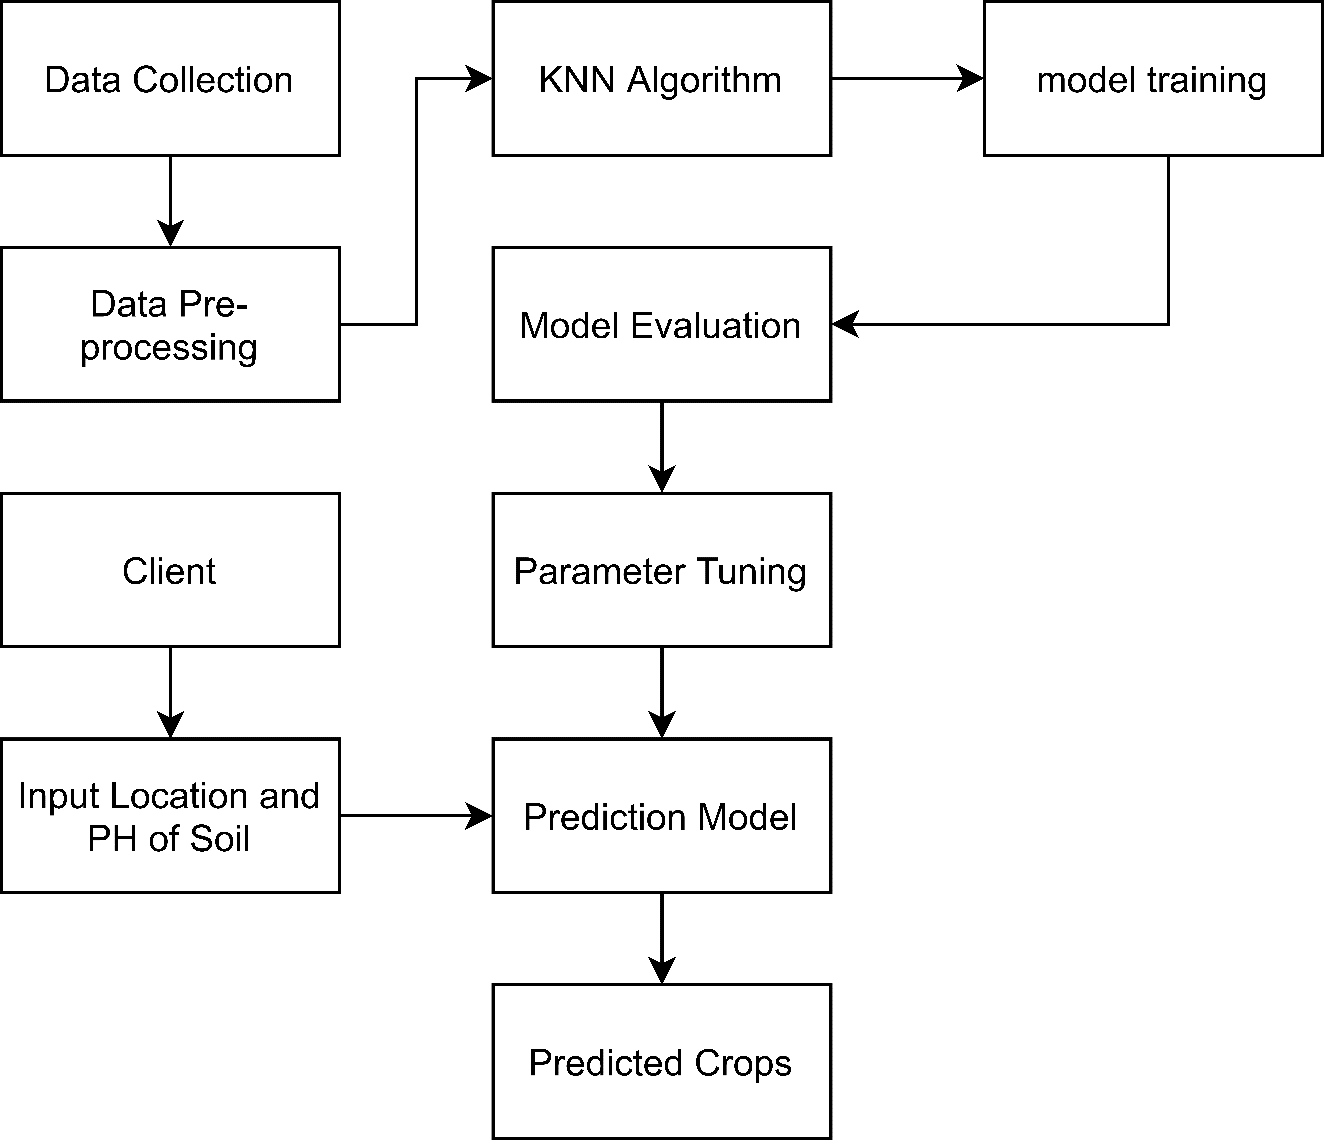 Data Collection
KNN Algorithm
model training
Data Pre-
processing
Model Evaluation
Client
Parameter Tuning
Input Location and
PH of Soil
Prediction Model
Predicted Crops